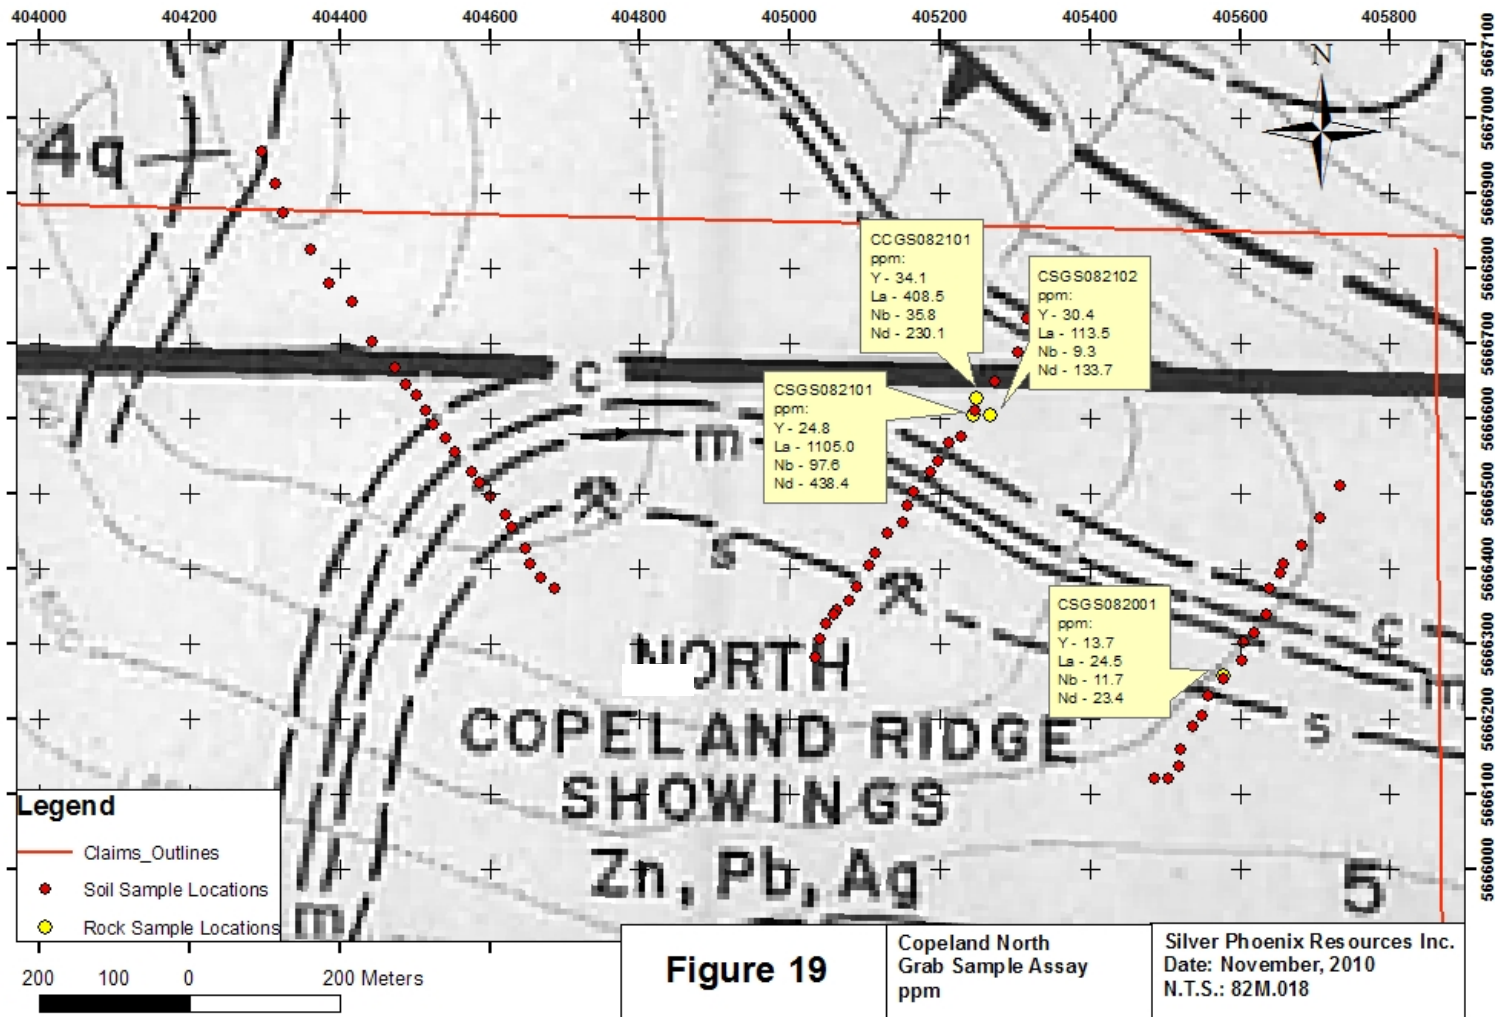 404000 404200 404400 404600 404800 405000 405200 405400 405600 405800
5667100
5667000
5666900
5666800
5666700
5666600
5666500
5666400
5666300
5666200
5666100
5666000
N
4q
CCGS082101
ppm:
Y - 34.1
La - 408.5
Nb - 35.8
Nd - 230.1
CSGS082102
ppm:
Y - 30.4
La - 113.5
Nb - 9.3
Nd - 133.7
c
m
CSGS082101
ppm:
Y - 24.8
La - 1105.0
Nb - 97.6
Nd - 438.4
s
CSGS082001
ppm:
Y - 13.7
La - 24.5
Nb - 11.7
Nd - 23.4
c
m
s
NORTH
COPELAND RIDGE
SHOWINGS
Zn, Pb, Ag
5
m
Legend
Claims_Outlines
Soil Sample Locations
Rock Sample Locations
200 100 0 200 Meters
Figure 19
Copeland North
Grab Sample Assay
ppm
Silver Phoenix Resources Inc.
Date: November, 2010
N.T.S.: 82M.018